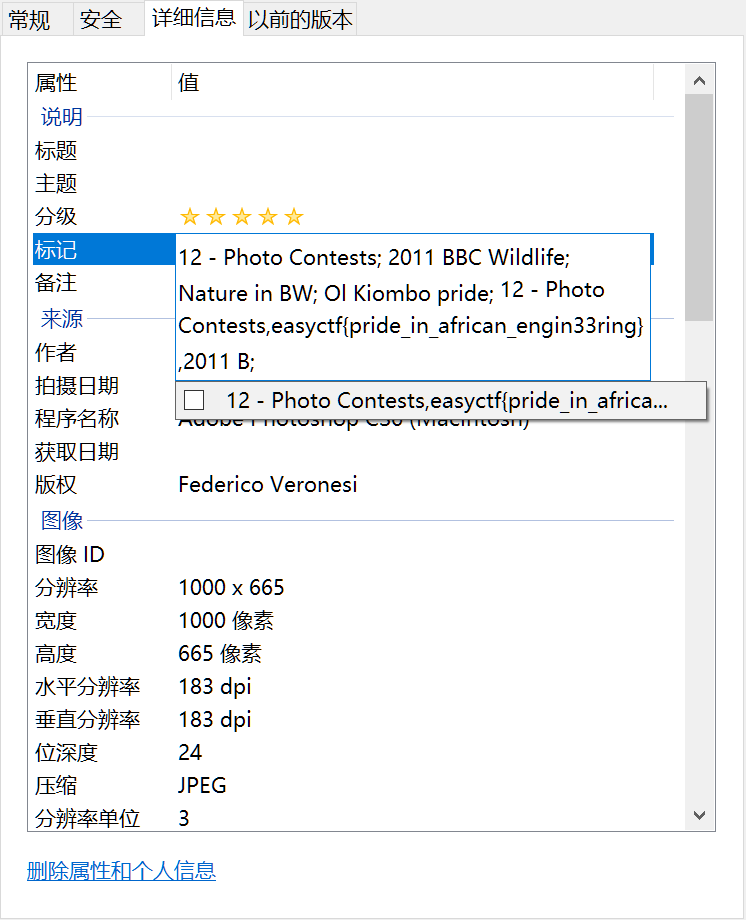 常规 安全 详细信息 以前的版本
属性 值
说明
标题
主题
分级
标记 12 - Photo Contests; 2011 BBC Wildlife;
Nature in BW; Ol Kiombo pride; 12 - Photo
Contests,easyctf{pride_in_african_engin33ring}
,2011 B;
备注
来源
作者
12 - Photo Contests,easyctf{pride_in_africa...
拍摄日期
程序名称 Adobe Photoshop CS6 (Macintosh)
获取日期
版权 Federico Veronesi
图像
图像 ID
分辨率 1000 x 665
宽度 1000 像素
高度 665 像素
水平分辨率 183 dpi
垂直分辨率 183 dpi
位深度 24
压缩 JPEG
分辨率单位 3
删除属性和个人信息